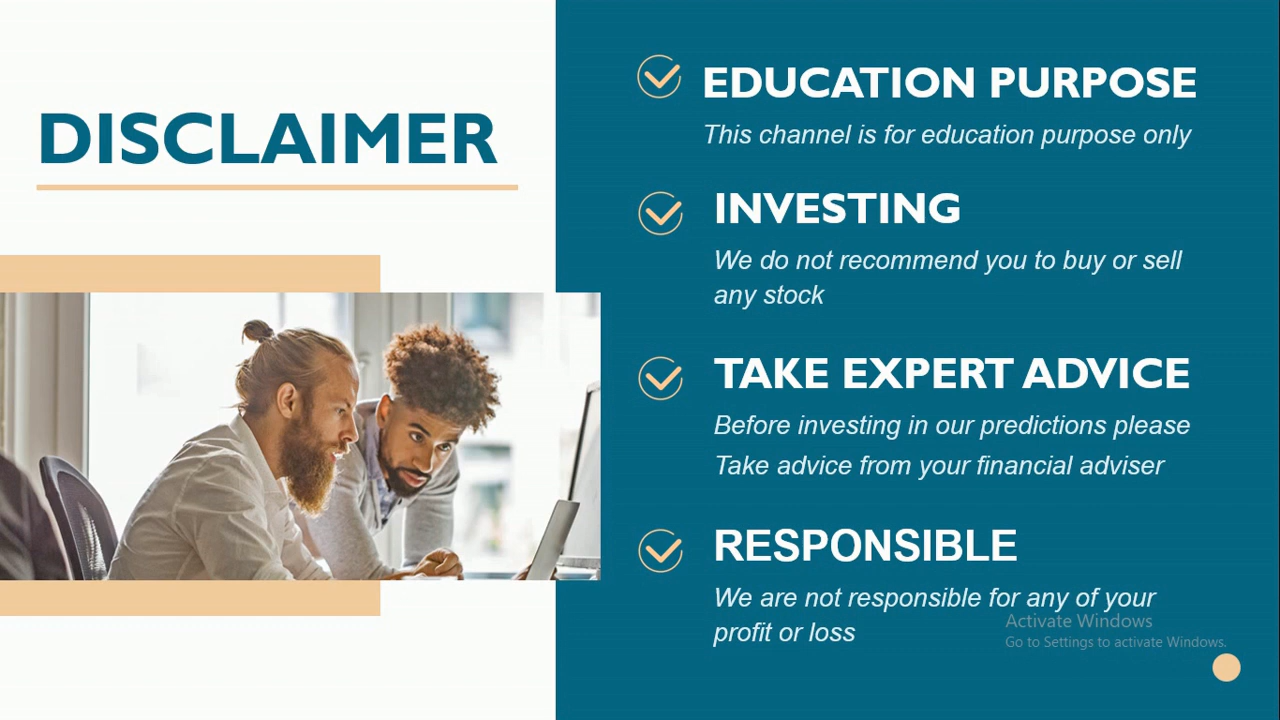 DISCLAIMER
EDUCATION PURPOSE
This channel is for education purpose only
INVESTING
We do not recommend you to buy or sell
any stock
TAKE EXPERT ADVICE
Before investing in our predictions please
Take advice from your financial adviser
RESPONSIBLE
We are not responsible for any of your
profit or loss
Activate Windows
Go to Settings to activate Windows.